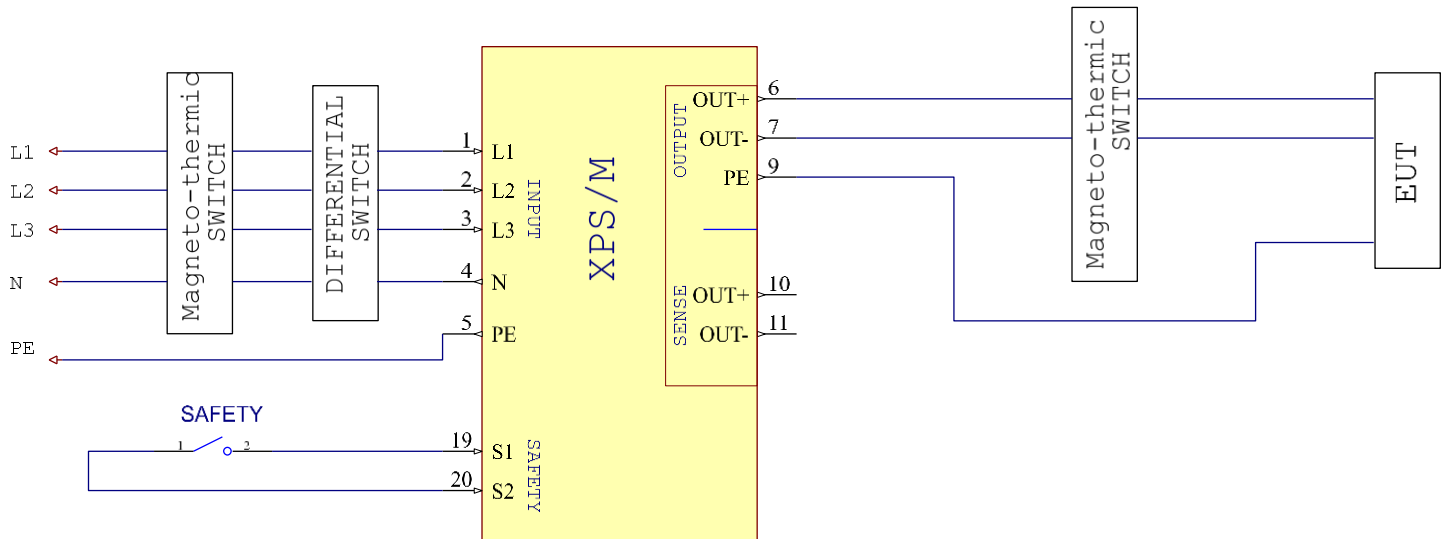 Magneto-thermic
SWITCH
DIFFERENTIAL
SWITCH
L1
L2
L3
N
PE
1
2
3
4
5
L1
L2
L3
N
PE
INPUT
XPS/M
OUTPUT
OUT+
OUT-
PE
6
7
9
SENSE
OUT+
OUT-
10
11
Magneto-thermic
SWITCH
EUT
SAFETY
1
2
19
20
S1
S2
SAFETY